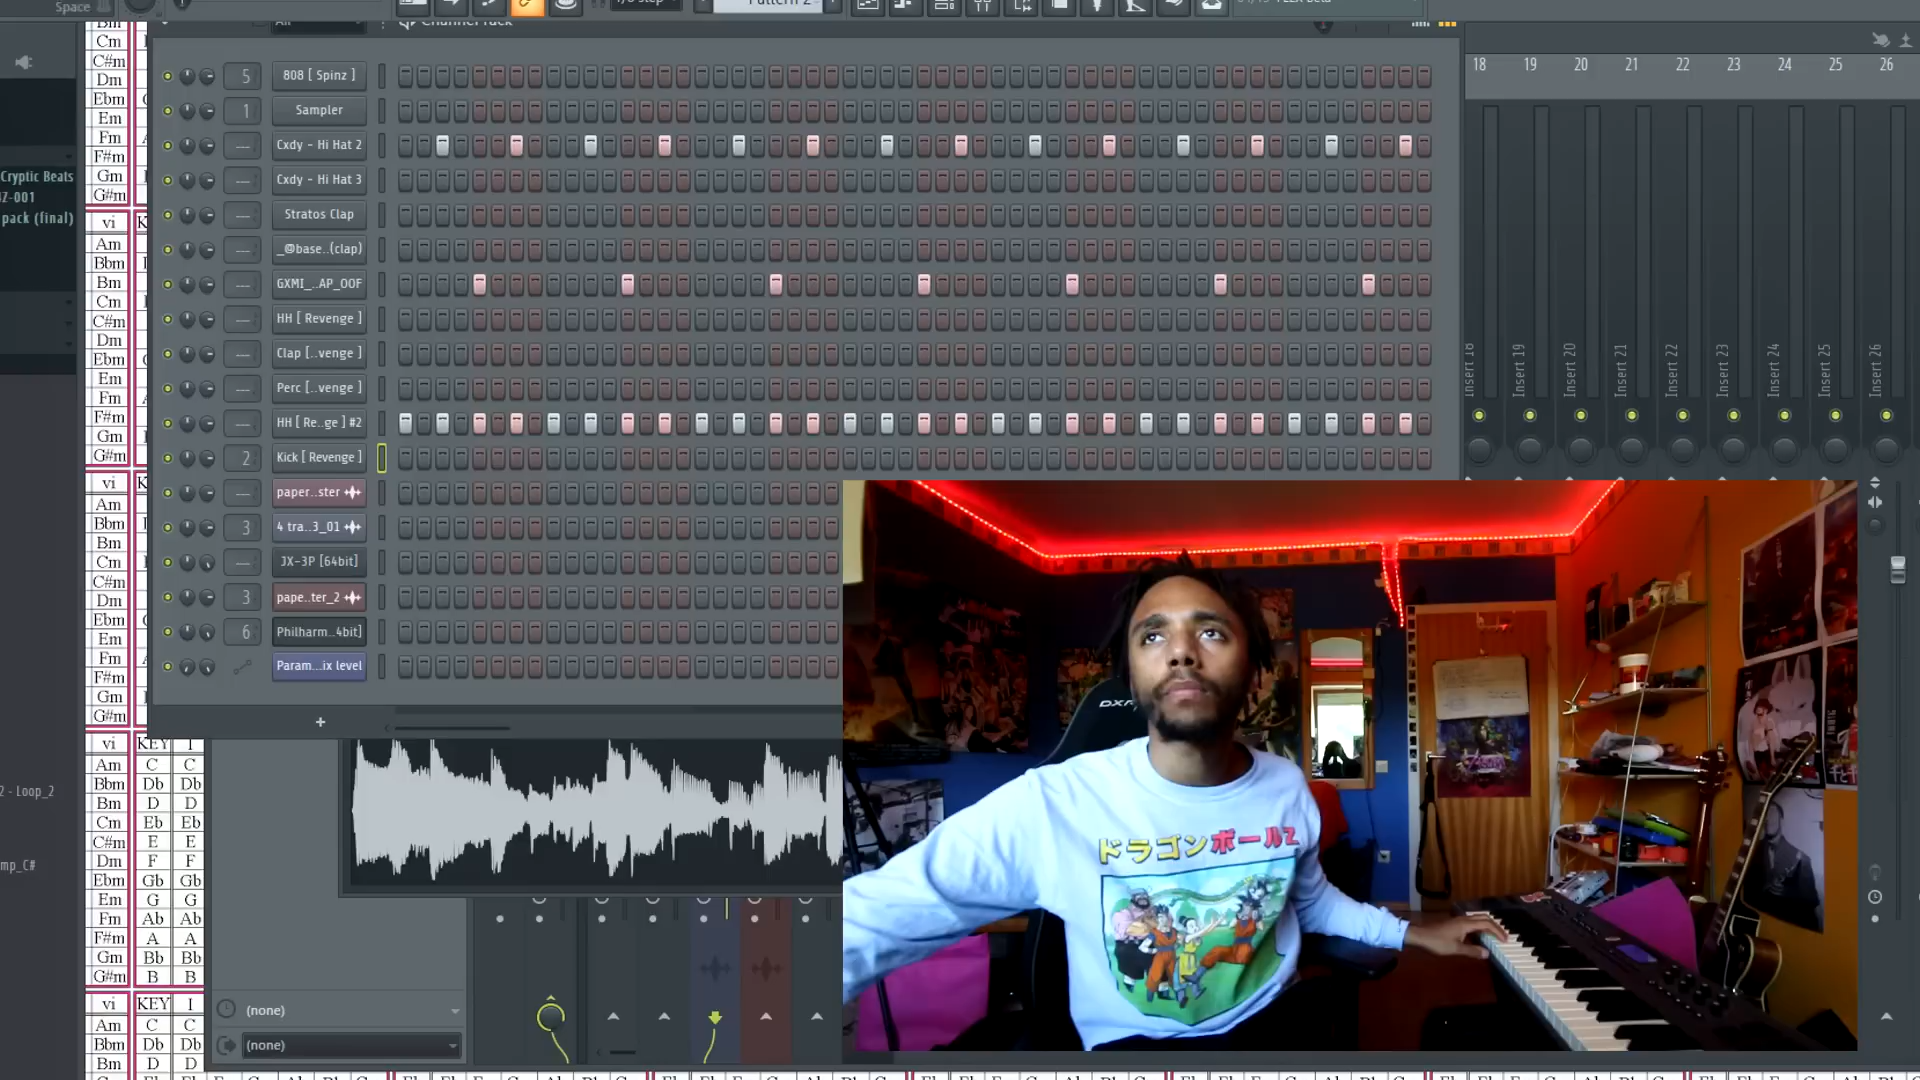 Space
1/6 step
Pattern 2
All
Channel rack
18 19 20 21 22 23 24 25 26
Cryptic Beats
pack (final)
5 808 [ Spinz ]
1 Sampler
--- Cxdy - Hi Hat 2
--- Cxdy - Hi Hat 3
--- Stratos Clap
--- _@base..(clap)
--- GXMI_..AP_OOF
--- HH [ Revenge ]
--- Clap [..venge ]
--- Perc [..venge ]
--- HH [ Re..ge ] #2
2 Kick [ Revenge ]
--- paper..ster
3 4 tra..3_01
--- JX-3P [64bit]
3 pape..ter_2
6 Philharm...4bit]
Param...ix level
+
Cm
C#m
Dm
Ebm
Em
Fm
F#m
Gm
G#m
vi K
Am
Bbm
Bm
Cm
C#m
Dm
Ebm
Em
Fm
F#m
Gm
G#m
vi K
Am
Bbm
Bm
Cm
C#m
Dm
Ebm
Em
Fm
F#m
Gm
G#m
vi KEY I
Am C C
Bbm Db Db
Bm D D
Cm Eb Eb
C#m E E
Dm F F
Ebm Gb Gb
Em G G
Fm Ab Ab
F#m A A
Gm Bb Bb
G#m B B
vi KEY I
Am C C
Bbm Db Db
Bm D D
2 - Loop_2
mp_C#
(none)
(none)
Insert 18
Insert 19
Insert 20
Insert 21
Insert 22
Insert 23
Insert 24
Insert 25
Insert 26
DXR
ドラゴンボールZ